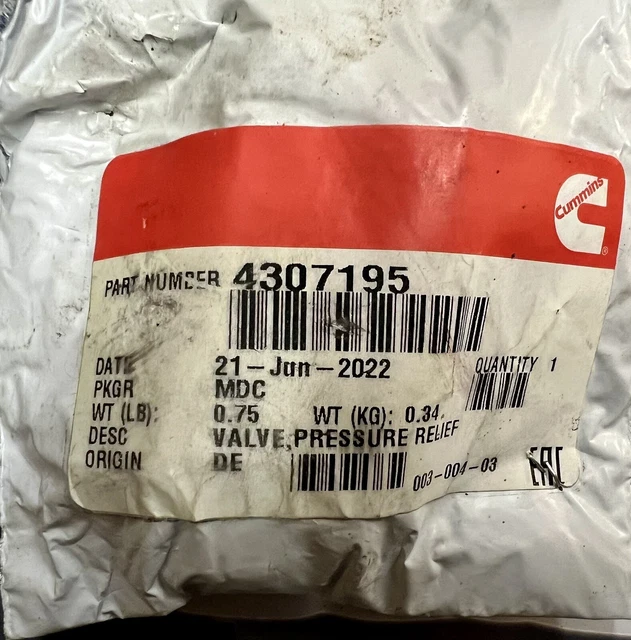 Cummins
PART NUMBER 4307195
DATE 21-Jun-2022 QUANTITY 1
PKGR MDC
WT (LB): 0.75 WT (KG): 0.34
DESC VALVE,PRESSURE RELIEF
ORIGIN DE 003-004-03 EAC